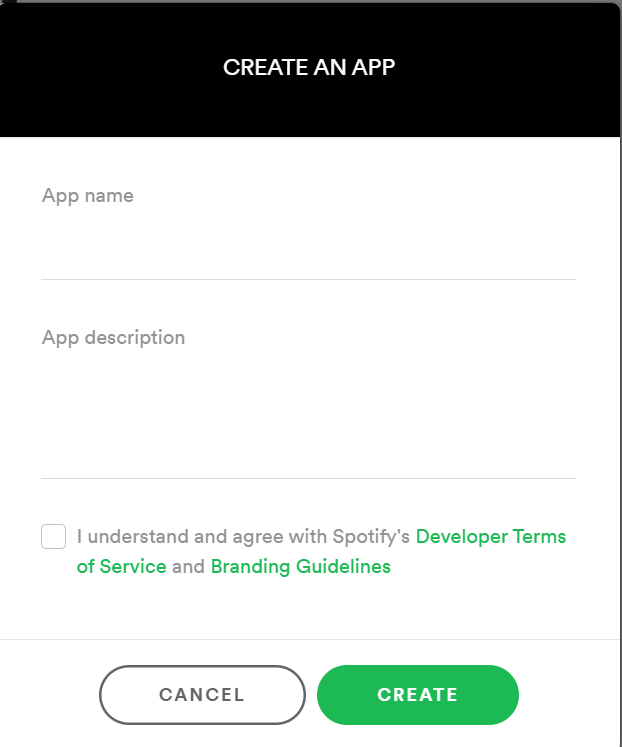 CREATE AN APP
App name
App description
I understand and agree with Spotify's Developer Terms
of Service and Branding Guidelines
CANCEL
CREATE